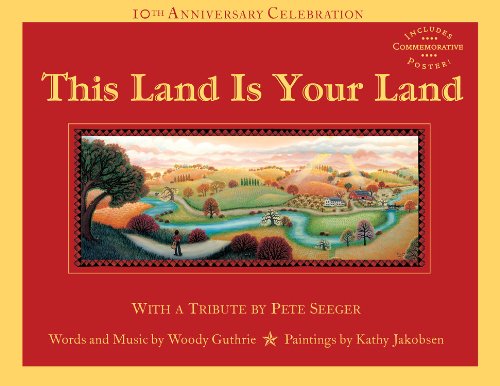 10TH ANNIVERSARY CELEBRATION
INCLUDES
COMMEMORATIVE
POSTER!
This Land Is Your Land
WITH A TRIBUTE BY PETE SEEGER
Words and Music by Woody Guthrie ★ Paintings by Kathy Jakobsen